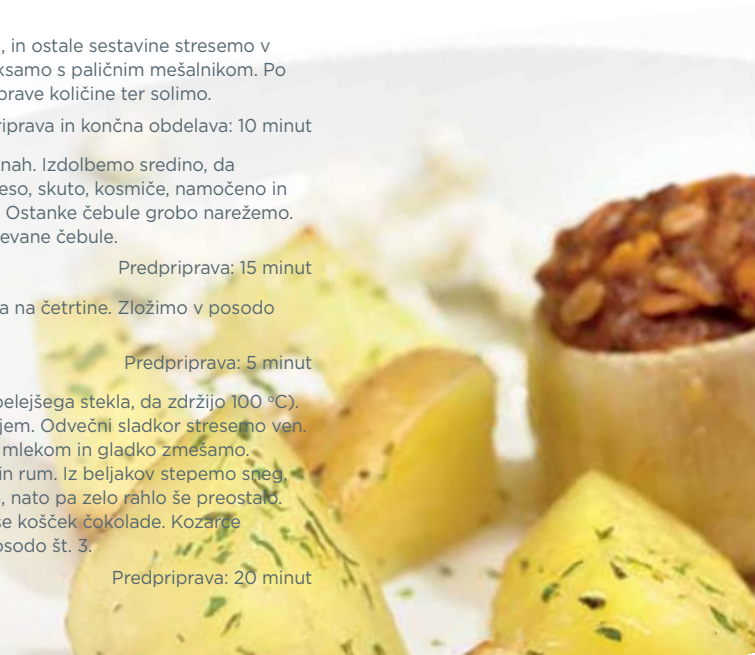 , in ostale sestavine stresemo v
ksamo s paličnim mešalnikom. Po
prave količine ter solimo.
riprava in končna obdelava: 10 minut
nah. Izdolbemo sredino, da
eso, skuto, kosmiče, namočeno in
Ostanke čebule grobo narežemo.
evane čebule.
Predpriprava: 15 minut
a na četrtine. Zložimo v posodo
Predpriprava: 5 minut
belejšega stekla, da zdržijo 100 °C).
jem. Odvečni sladkor stresemo ven.
mlekom in gladko zmešamo.
in rum. Iz beljakov stepemo sneg,
, nato pa zelo rahlo še preostalo.
še košček čokolade. Kozarce
osodo št. 3.
Predpriprava: 20 minut